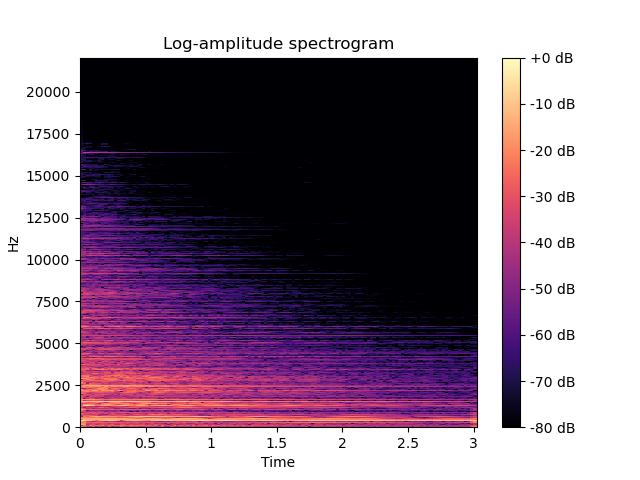 Log-amplitude spectrogram
Hz
20000
17500
15000
12500
10000
7500
5000
2500
0
0 0.5 1 1.5 2 2.5 3
Time
+0 dB
-10 dB
-20 dB
-30 dB
-40 dB
-50 dB
-60 dB
-70 dB
-80 dB